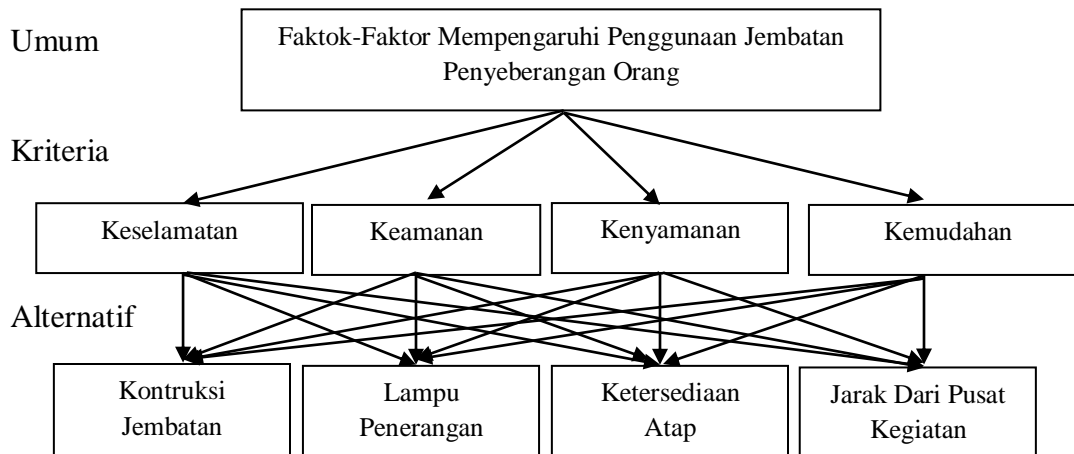 Umum
Faktok-Faktor Mempengaruhi Penggunaan Jembatan
Penyeberangan Orang
Kriteria
Keselamatan
Keamanan
Kenyamanan
Kemudahan
Alternatif
Kontruksi
Jembatan
Lampu
Penerangan
Ketersediaan
Atap
Jarak Dari Pusat
Kegiatan